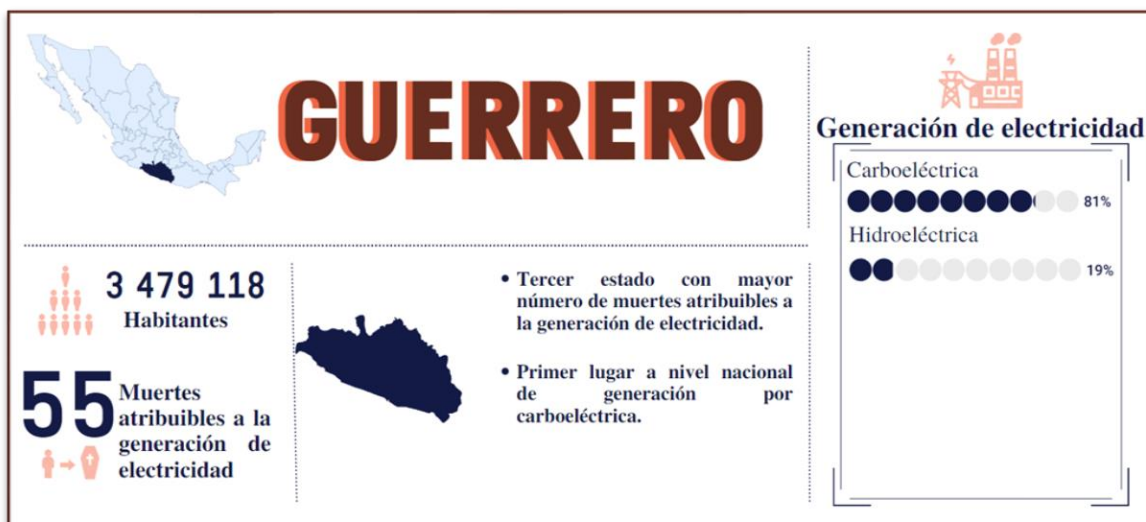 GUERRERO
3 479 118
Habitantes
55
Muertes
atribuibles a la
generación de
electricidad
• Tercer estado con mayor
número de muertes atribuibles a
la generación de electricidad.
• Primer lugar a nivel nacional
de generación por
carboeléctrica.
Generación de electricidad
Carboeléctrica
81%
Hidroeléctrica
19%